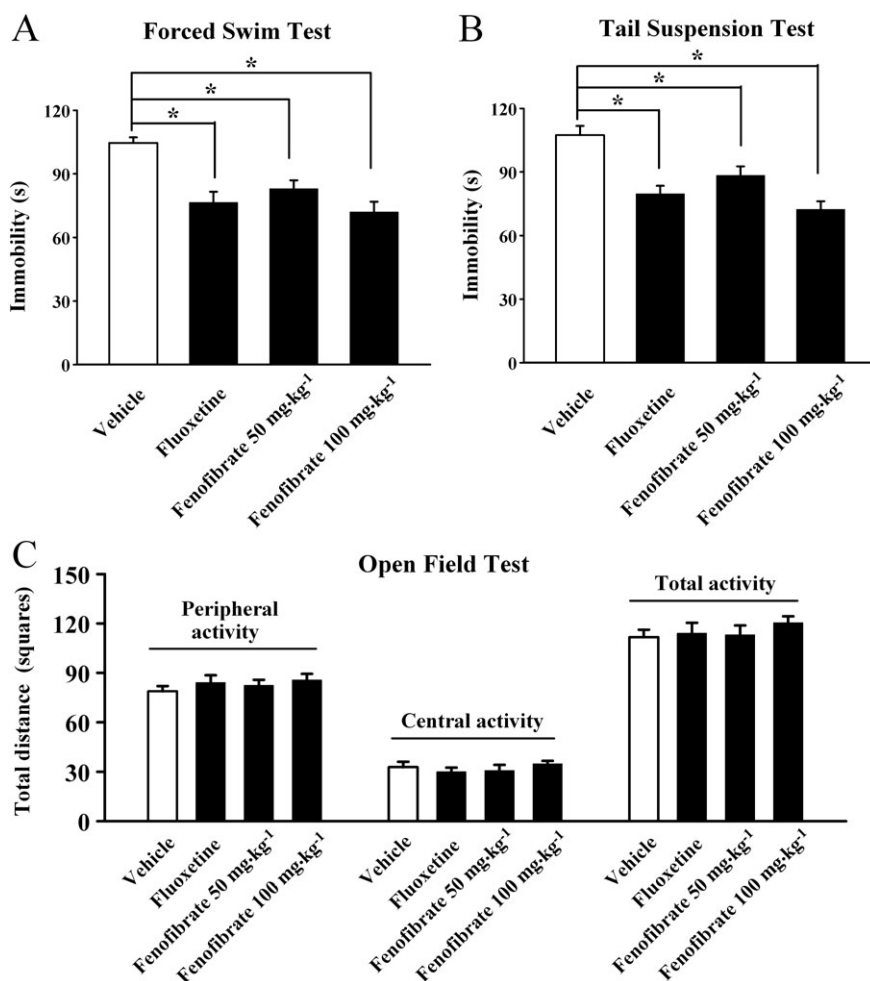 A
Forced Swim Test
*
*
*
120
90
60
30
0
Immobility (s)
Vehicle
Fluoxetine
Fenofibrate 50 mg·kg⁻¹
Fenofibrate 100 mg·kg⁻¹
B
Tail Suspension Test
*
*
*
120
90
60
30
0
Immobility (s)
Vehicle
Fluoxetine
Fenofibrate 50 mg·kg⁻¹
Fenofibrate 100 mg·kg⁻¹
C
Open Field Test
150
120
90
60
30
0
Total distance (squares)
Peripheral
activity
Central activity
Total activity
Vehicle
Fluoxetine
Fenofibrate 50 mg·kg⁻¹
Fenofibrate 100 mg·kg⁻¹
Vehicle
Fluoxetine
Fenofibrate 50 mg·kg⁻¹
Fenofibrate 100 mg·kg⁻¹
Vehicle
Fluoxetine
Fenofibrate 50 mg·kg⁻¹
Fenofibrate 100 mg·kg⁻¹